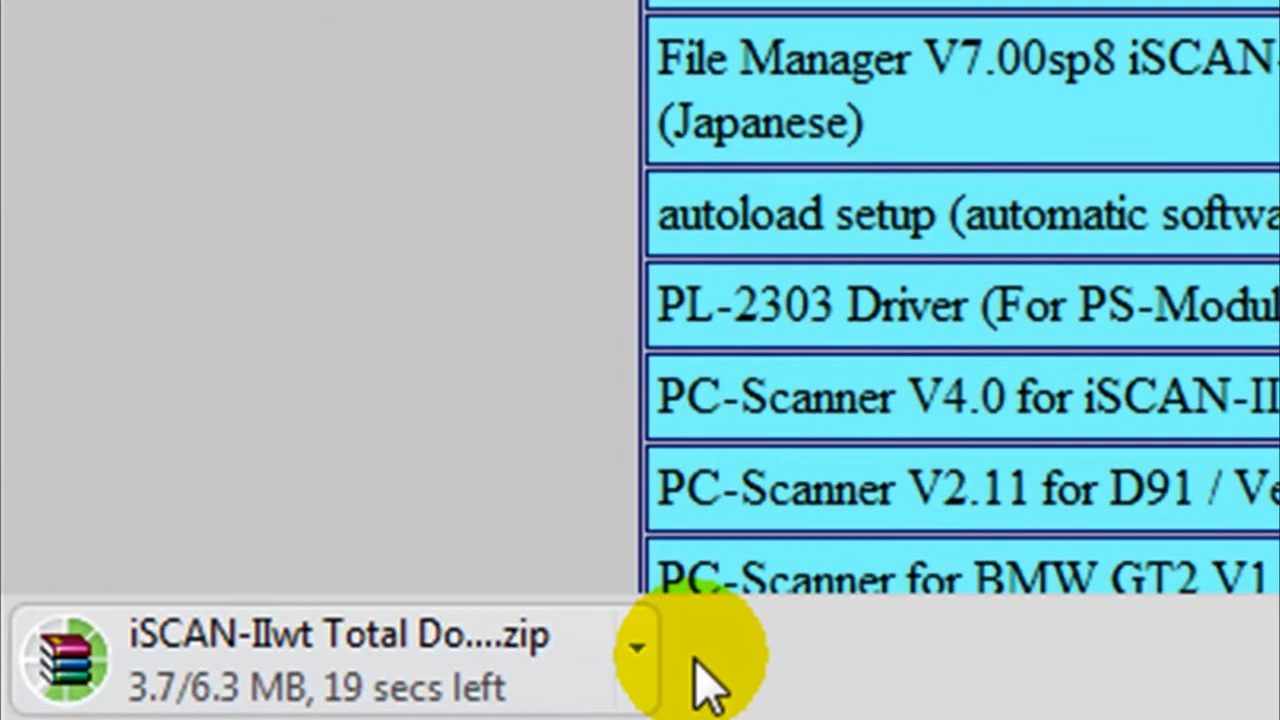 File Manager V7.00sp8 iSCAN-
(Japanese)
autoload setup (automatic softwa
PL-2303 Driver (For PS-Modul
PC-Scanner V4.0 for iSCAN-II
PC-Scanner V2.11 for D91 / Ve
PC-Scanner for BMW GT2 V1
iSCAN-IIwt Total Do....zip
3.7/6.3 MB, 19 secs left